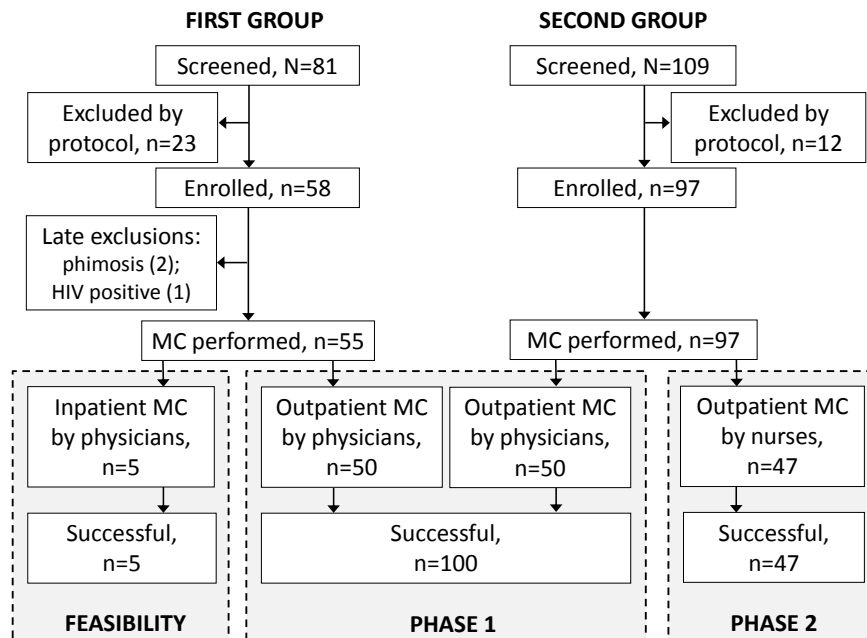 FIRST GROUP
SECOND GROUP
Screened, N=81
Screened, N=109
Excluded by
protocol, n=23
Excluded by
protocol, n=12
Enrolled, n=58
Enrolled, n=97
Late exclusions:
phimosis (2);
HIV positive (1)
MC performed, n=55
MC performed, n=97
Inpatient MC
by physicians,
n=5
Outpatient MC
by physicians,
n=50
Outpatient MC
by physicians,
n=50
Outpatient MC
by nurses,
n=47
Successful,
n=5
Successful,
n=100
Successful,
n=47
FEASIBILITY
PHASE 1
PHASE 2